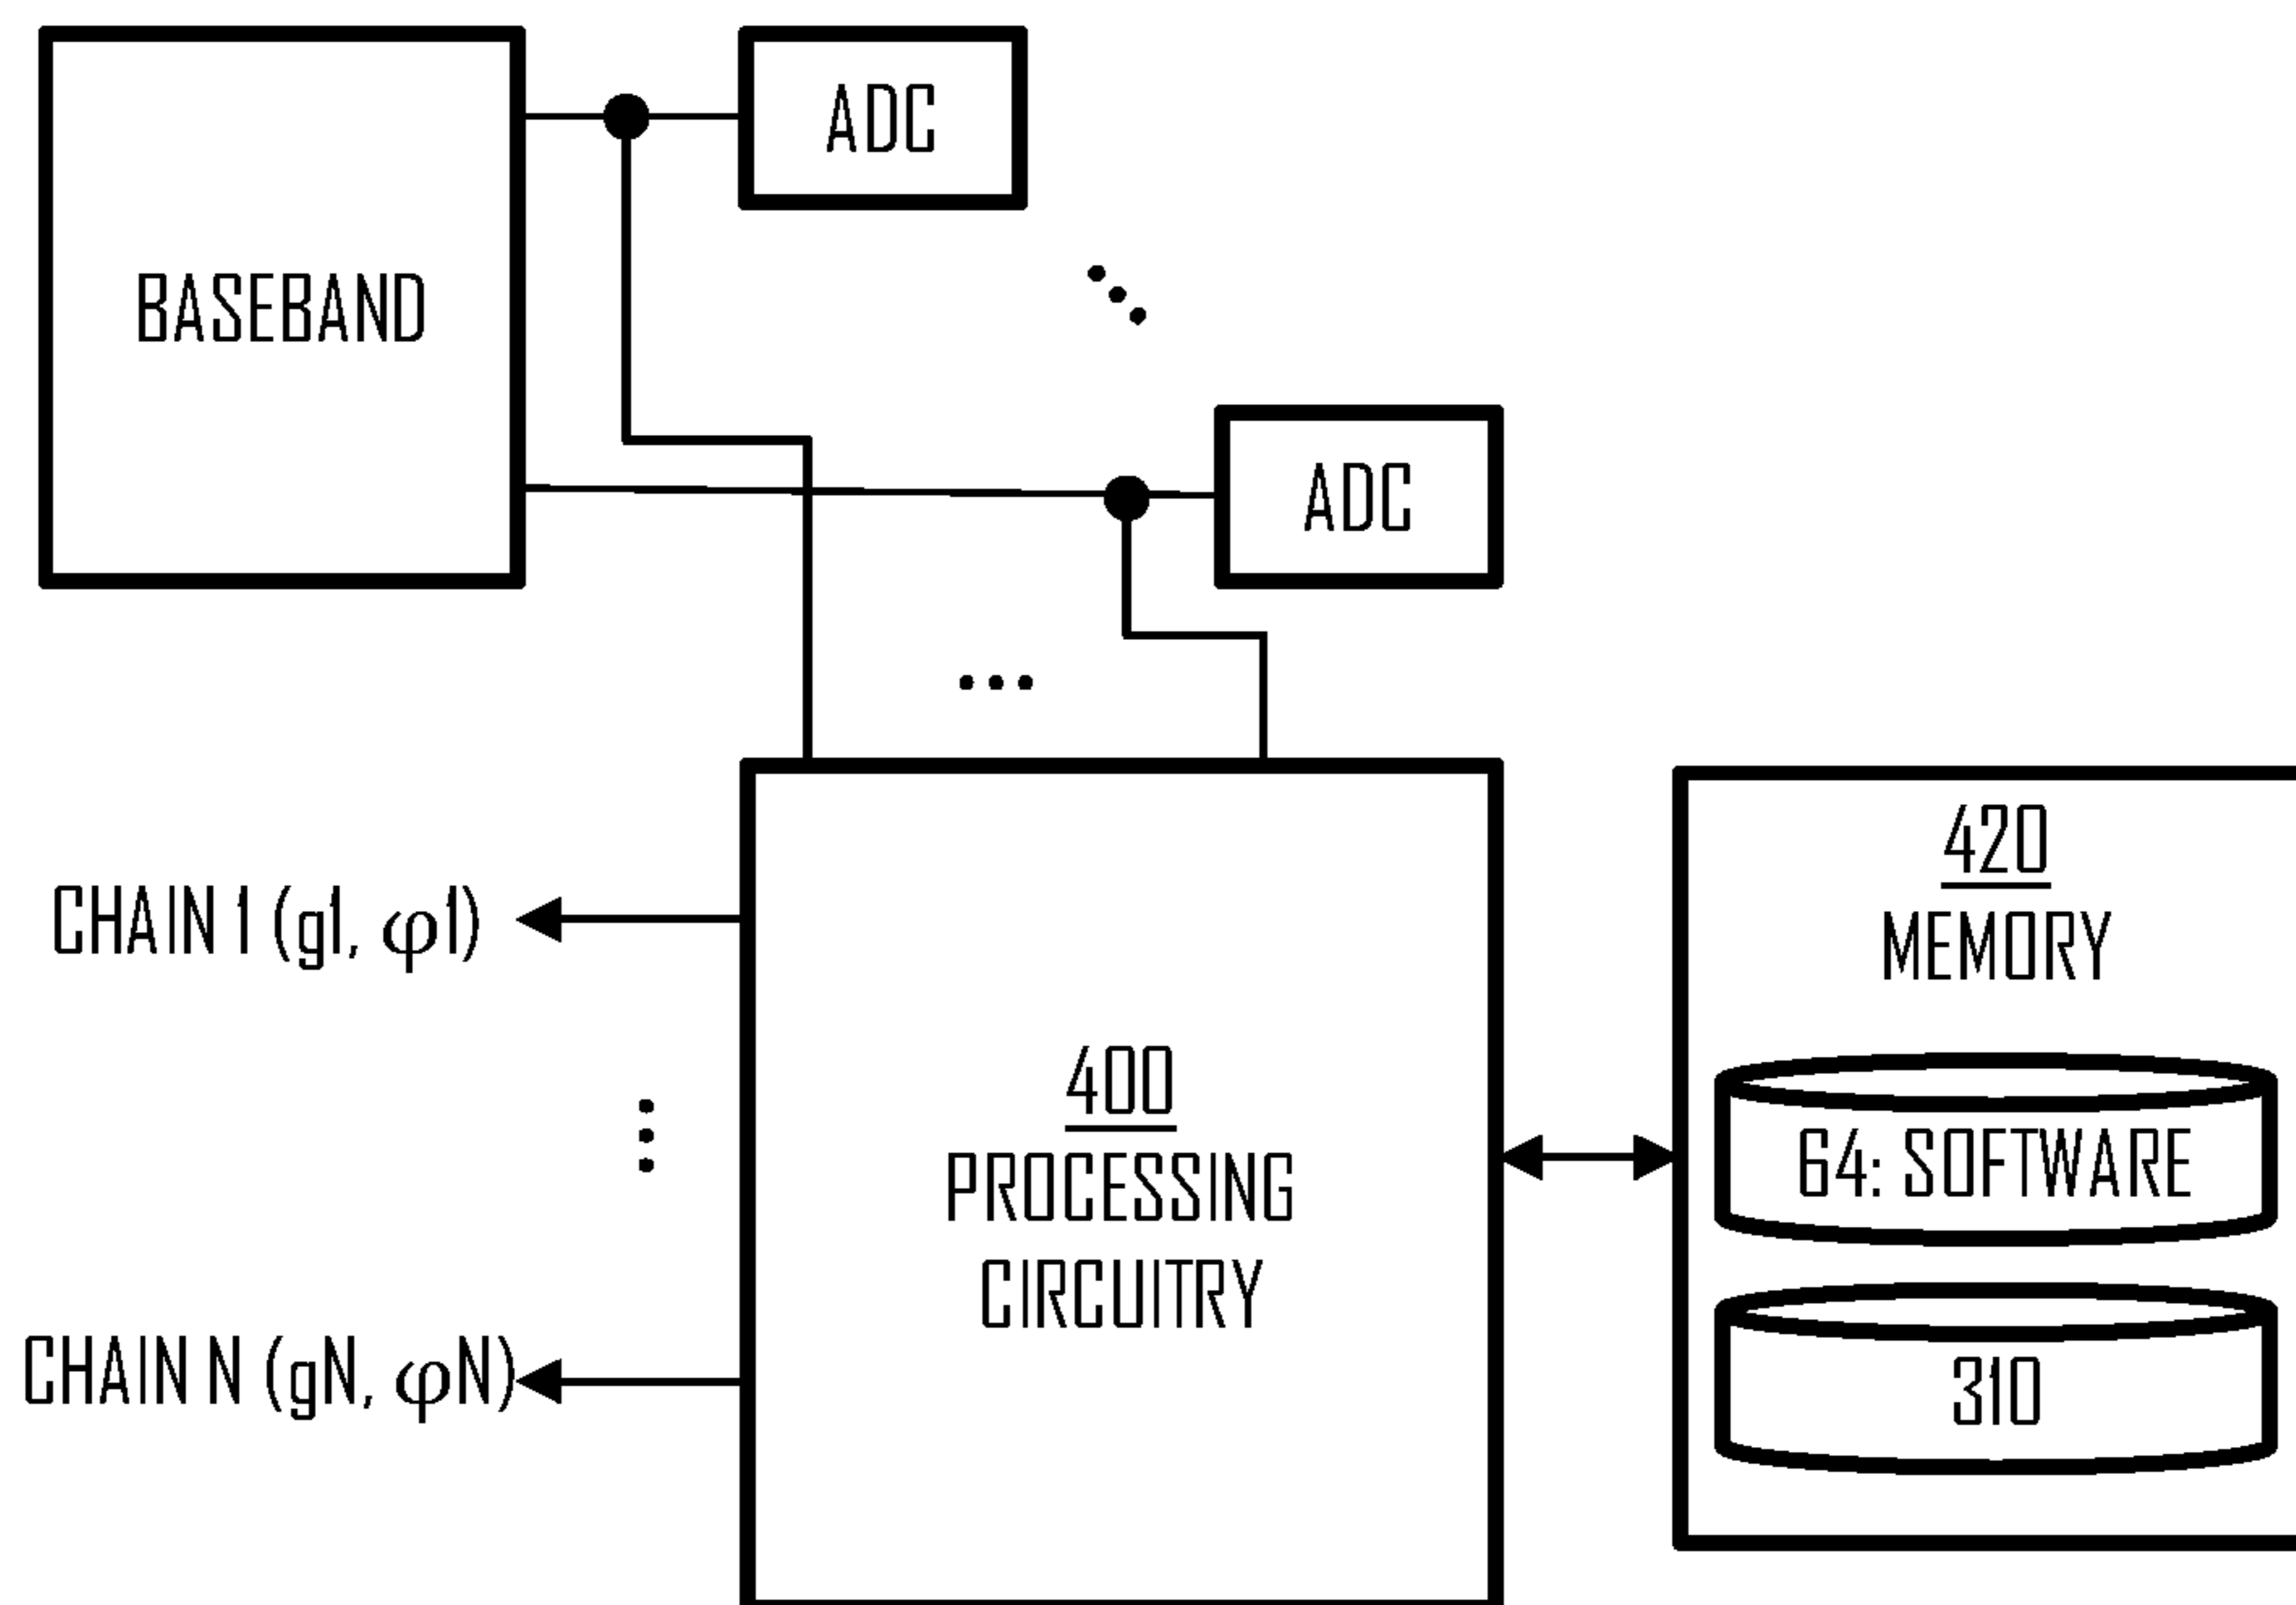 ADC
BASEBAND
ADC
420
MEMORY
CHAIN 1 (g1, φ1)
400
PROCESSING
CIRCUITRY
64: SOFTWARE
CHAIN N (gN, φN)
310